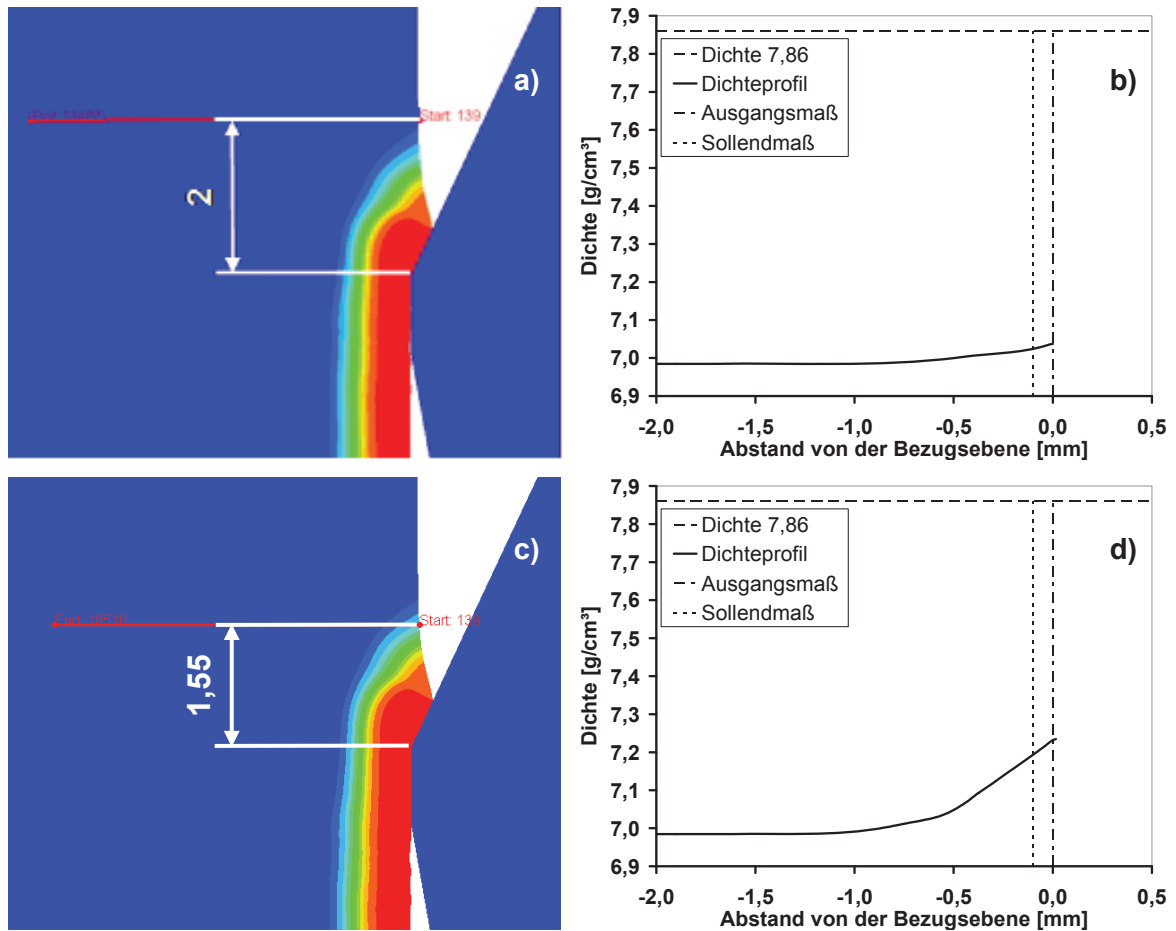 a)
Start: 139
2
b)
7,9
7,8
7,7
7,6
7,5
7,4
7,3
7,2
7,1
7,0
6,9
Dichte [g/cm³]
Dichte 7,86
Dichteprofil
Ausgangsmaß
Sollendmaß
-2,0 -1,5 -1,0 -0,5 0,0 0,5
Abstand von der Bezugsebene [mm]
c)
Start: 139
1,55
d)
7,9
7,8
7,7
7,6
7,5
7,4
7,3
7,2
7,1
7,0
6,9
Dichte [g/cm³]
Dichte 7,86
Dichteprofil
Ausgangsmaß
Sollendmaß
-2,0 -1,5 -1,0 -0,5 0,0 0,5
Abstand von der Bezugsebene [mm]